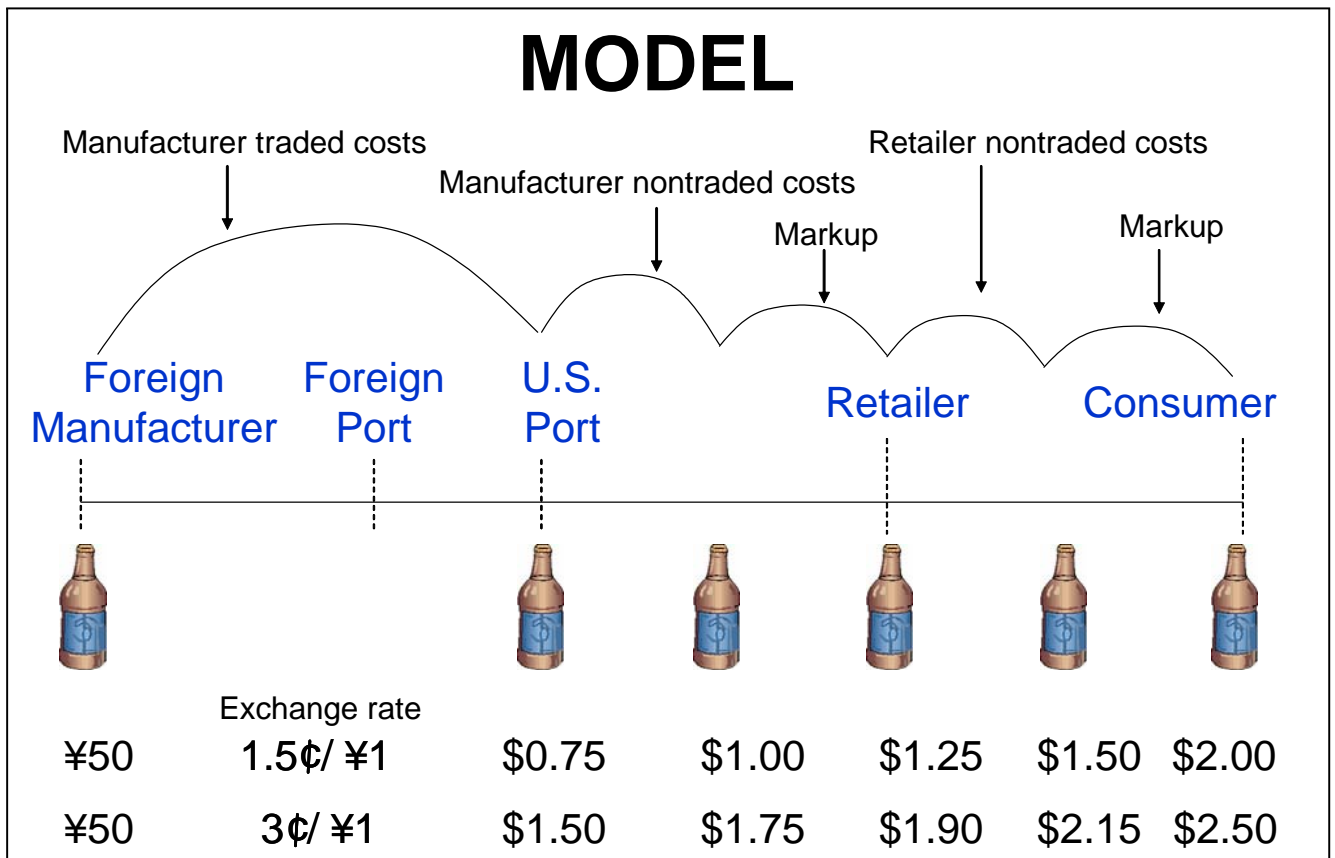 MODEL
Manufacturer traded costs
Retailer nontraded costs
Manufacturer nontraded costs
Markup
Markup
Foreign
Manufacturer
Foreign
Port
U.S.
Port
Retailer
Consumer
Exchange rate
¥50 1.5¢/ ¥1 $0.75 $1.00 $1.25 $1.50 $2.00
¥50 3¢/ ¥1 $1.50 $1.75 $1.90 $2.15 $2.50